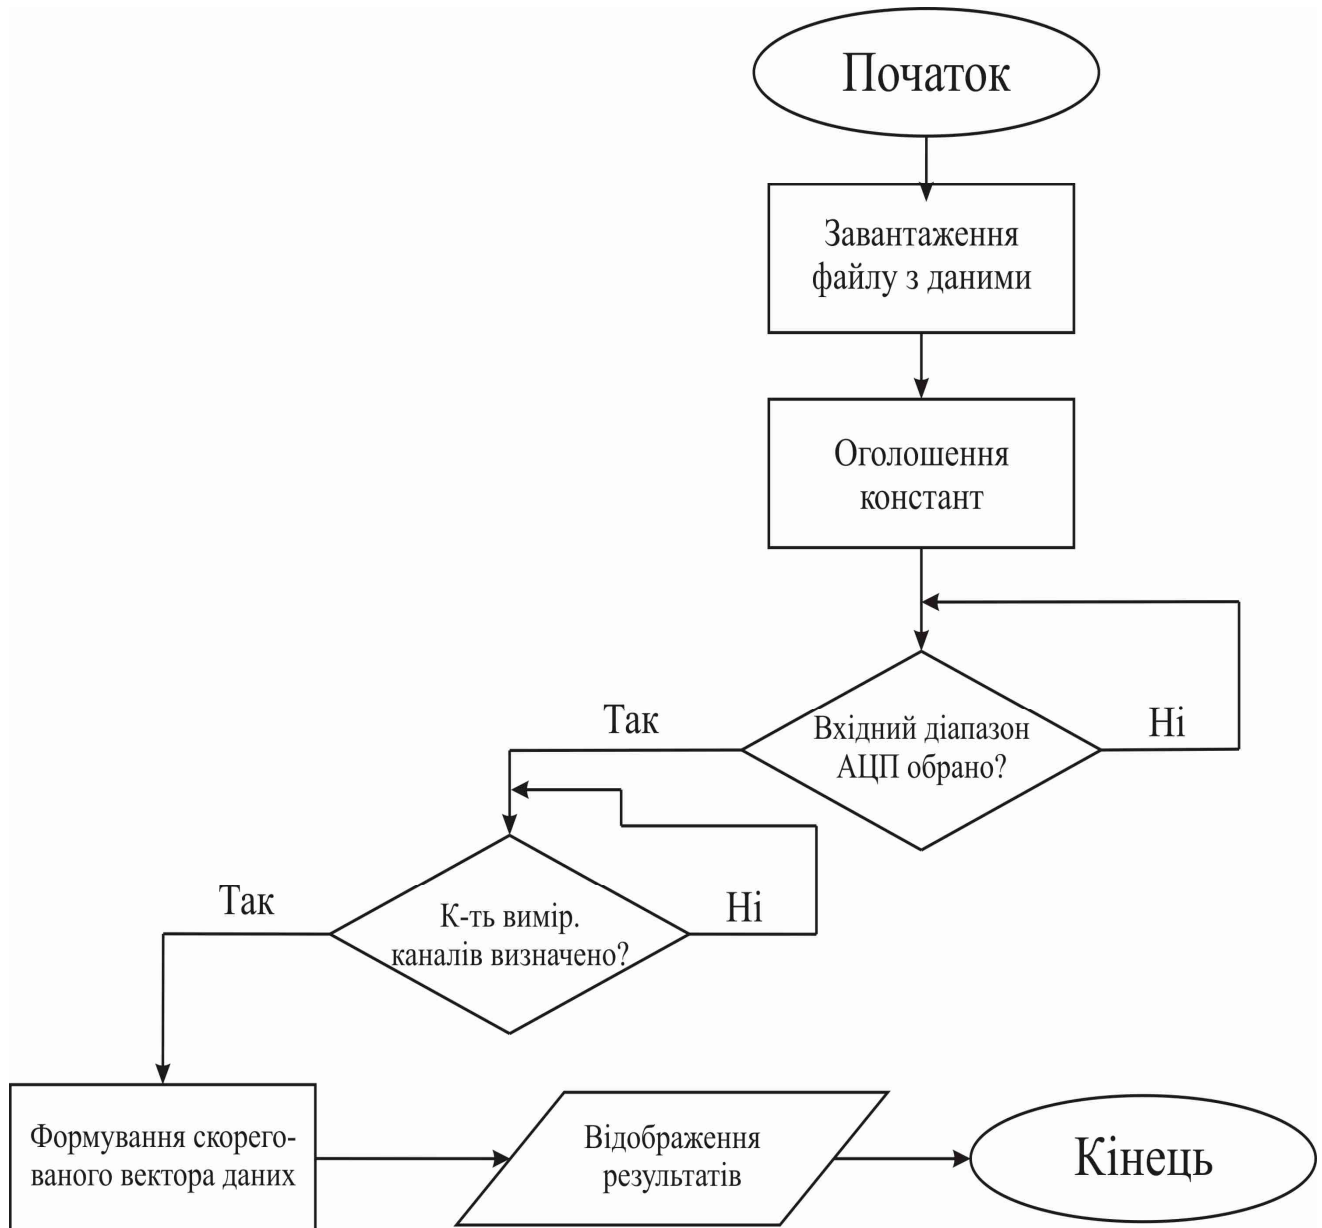 Початок
Завантаження
файлу з даними
Оголошення
констант
Вхідний діапазон
АЦП обрано?
Так
Ні
К-ть вимір.
каналів визначено?
Так
Ні
Формування скорего-
ваного вектора даних
Відображення
результатів
Кінець